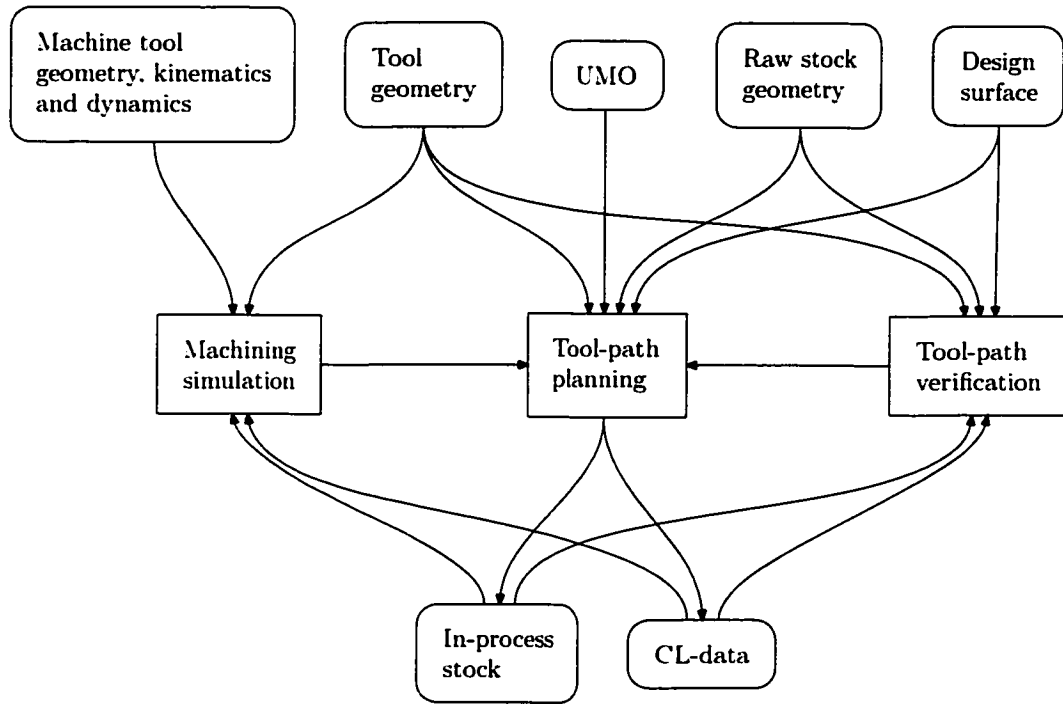 Machine tool
geometry, kinematics
and dynamics
Tool
geometry
UMO
Raw stock
geometry
Design
surface
Machining
simulation
Tool-path
planning
Tool-path
verification
In-process
stock
CL-data